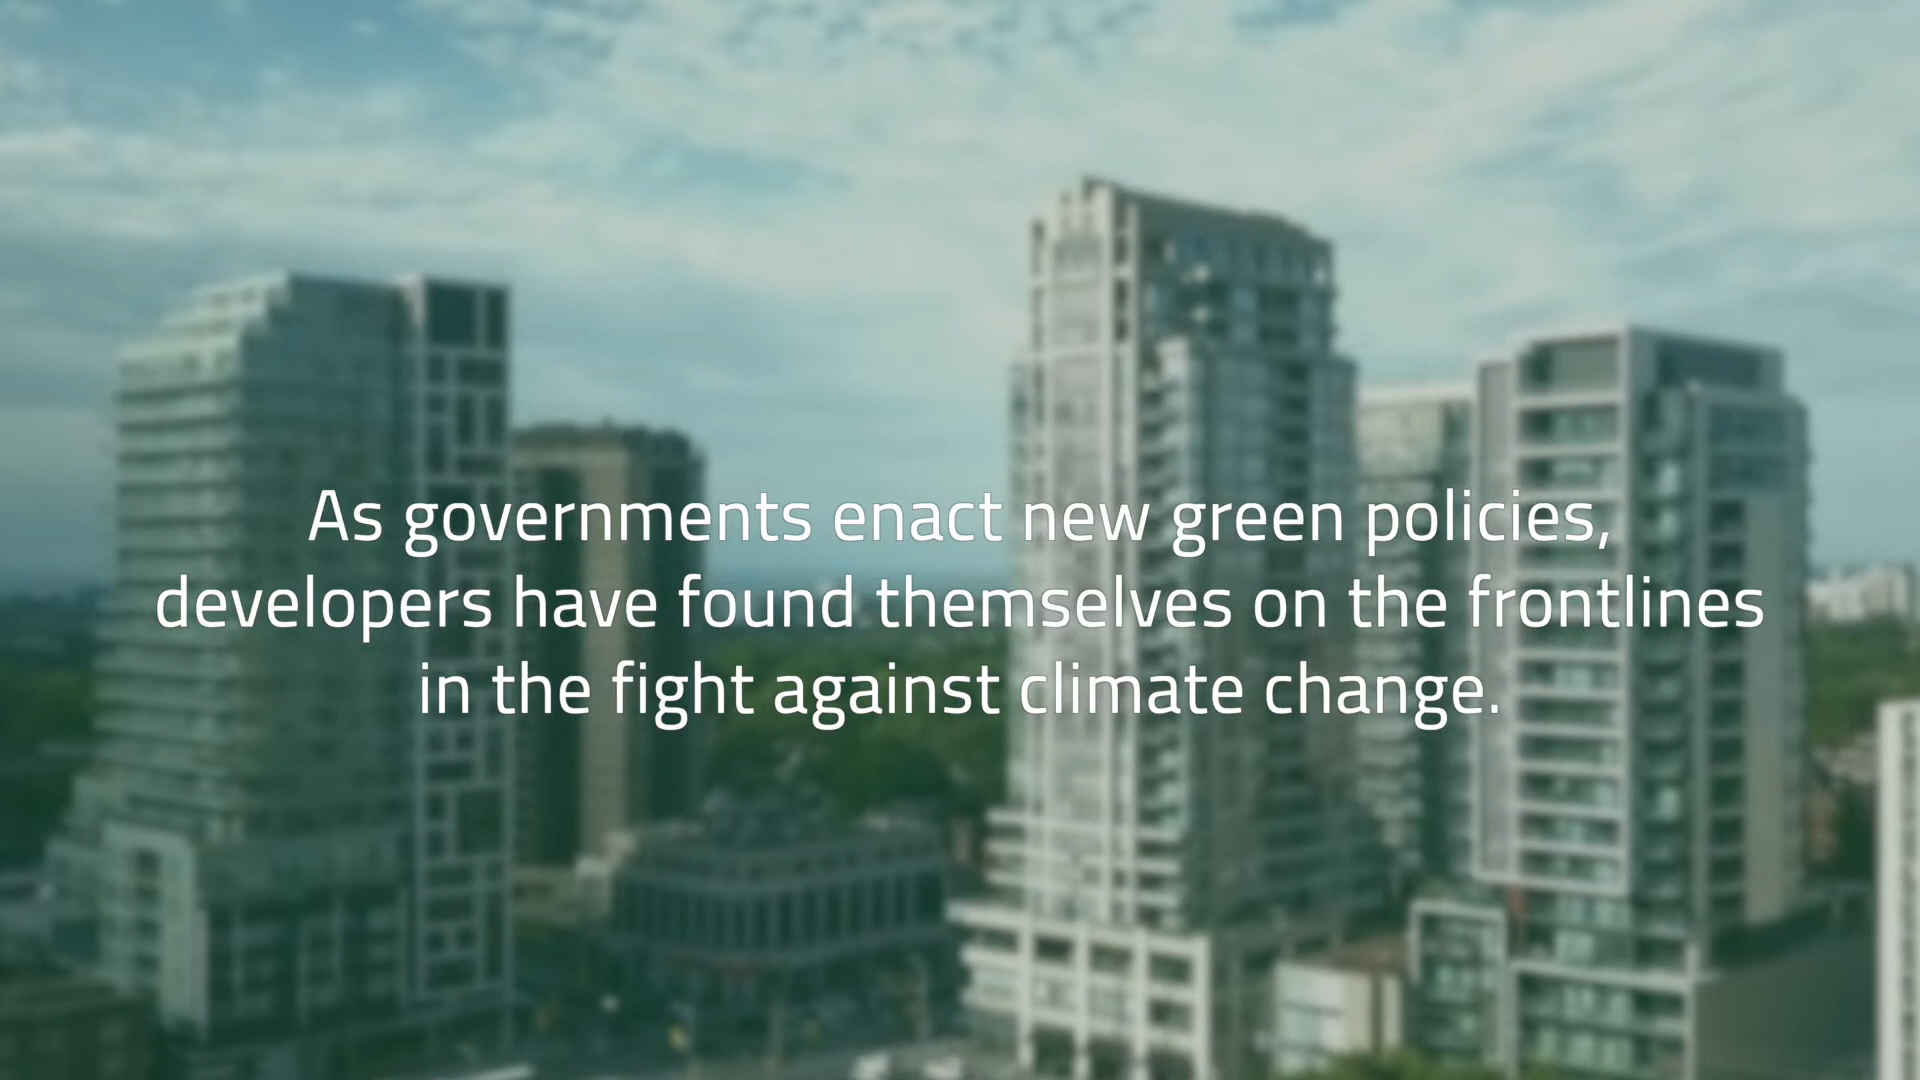 As governments enact new green policies,
developers have found themselves on the frontlines
in the fight against climate change.